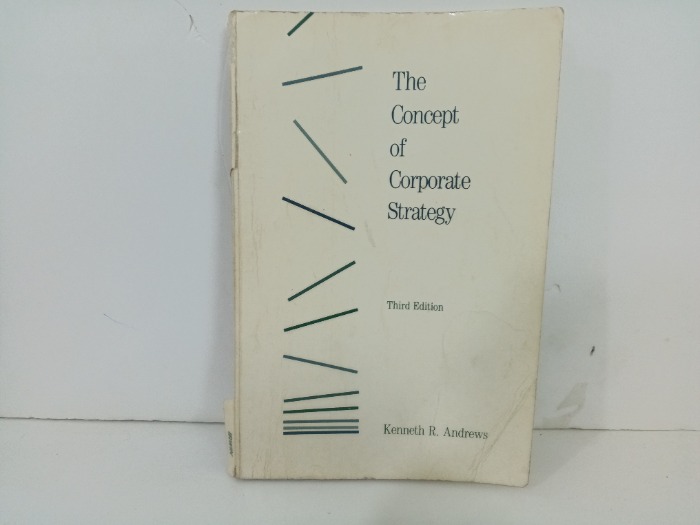 The
Concept
of
Corporate
Strategy
Third Edition
Kenneth R. Andrews